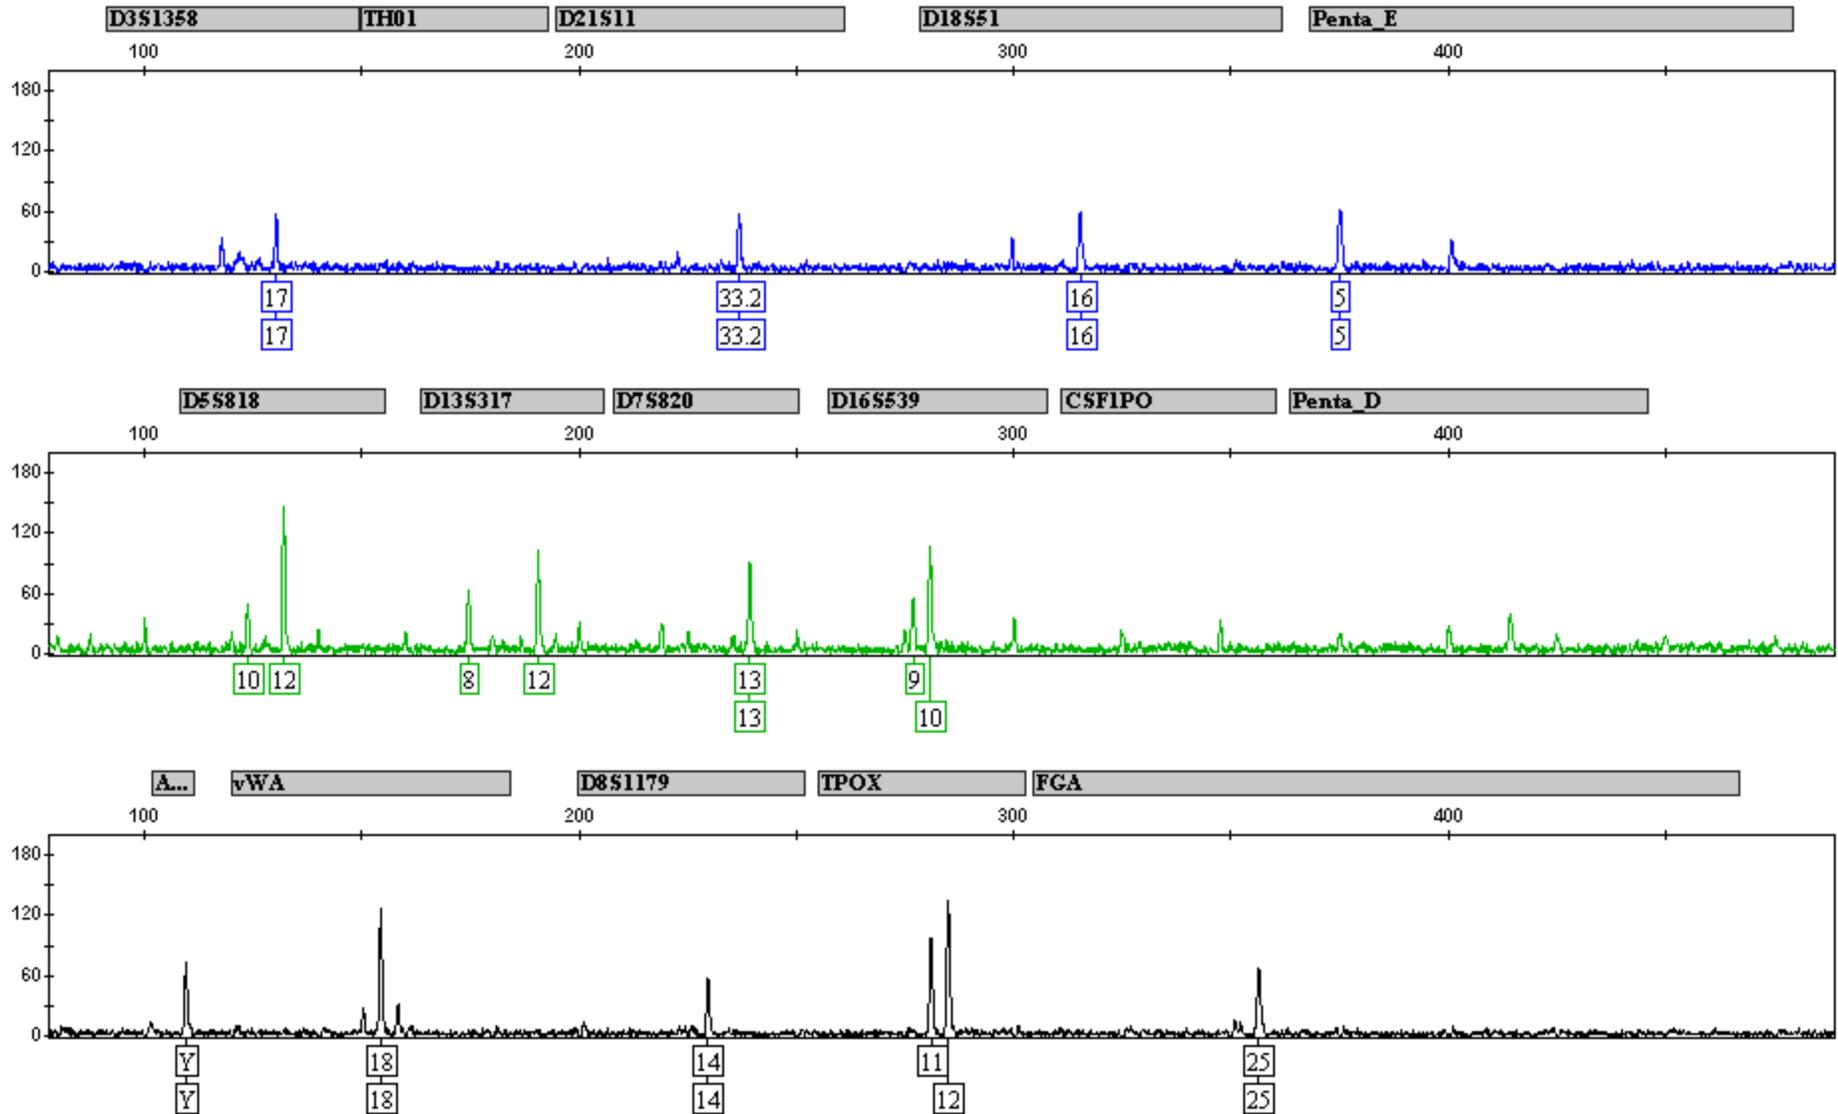 D3S1358 TH01 D21S11 D18S51 Penta_E
100 200 300 400
180
120
60
0
17 33.2 16 5
17 33.2 16 5
D5S818 D13S317 D7S820 D16S539 CSF1PO Penta_D
100 200 300 400
180
120
60
0
10 12 8 12 13 9
13 10
A... vWA D8S1179 TPOX FGA
100 200 300 400
180
120
60
0
Y 18 14 11 25
Y 18 14 12 25